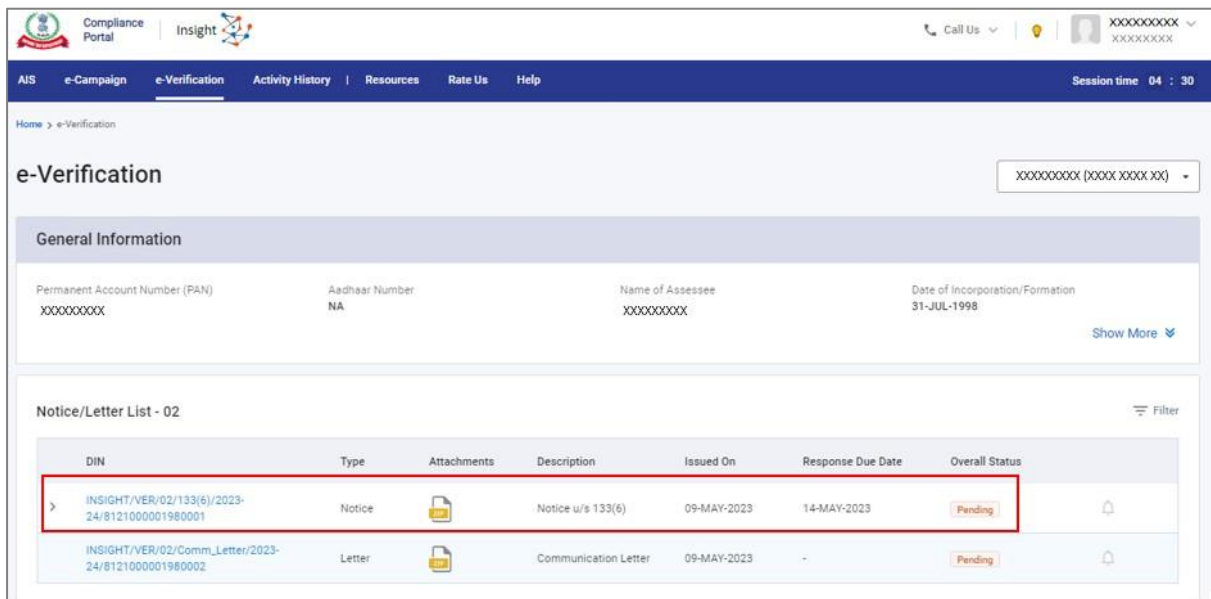 Compliance Portal
Insight
Call Us
XXXXXXXXX
XXXXXXXX
AIS e-Campaign e-Verification Activity History | Resources Rate Us Help Session time 04 : 30
Home > e-Verification
e-Verification
XXXXXXXXX (XXXX XXXX XX)
General Information
Permanent Account Number (PAN) Aadhaar Number Name of Assessee Date of Incorporation/Formation
XXXXXXXXX NA XXXXXXXXX 31-JUL-1998
Show More
Notice/Letter List - 02 Filter
DIN Type Attachments Description Issued On Response Due Date Overall Status
INSIGHT/VER/02/133(6)/2023-
24/8121000001980001 Notice ZIP Notice u/s 133(6) 09-MAY-2023 14-MAY-2023 Pending
INSIGHT/VER/02/Comm_Letter/2023-
24/8121000001980002 Letter ZIP Communication Letter 09-MAY-2023 - Pending